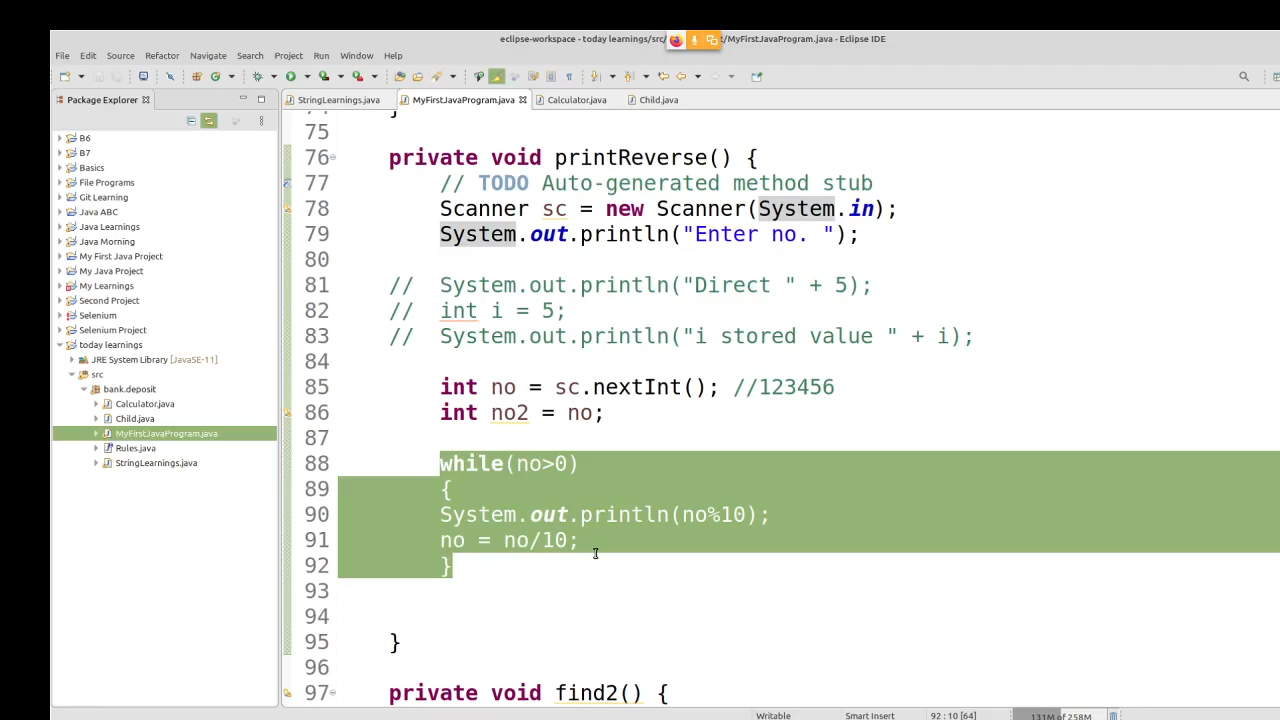 eclipse-workspace - today learnings/src/ t/MyFirstJavaProgram.java - Eclipse IDE
File Edit Source Refactor Navigate Search Project Run Window Help
Package Explorer
StringLearnings.java MyFirstJavaProgram.java Calculator.java Child.java
B6
B7
Basics
File Programs
Git Learning
Java ABC
Java Learnings
Java Morning
My First Java Project
My Java Project
My Learnings
Second Project
Selenium
Selenium Project
today learnings
JRE System Library [JavaSE-11]
src
bank.deposit
Calculator.java
Child.java
MyFirstJavaProgram.java
Rules.java
StringLearnings.java
74 }
75
76 private void printReverse() {
77 // TODO Auto-generated method stub
78 Scanner sc = new Scanner(System.in);
79 System.out.println("Enter no. ");
80
81 // System.out.println("Direct " + 5);
82 // int i = 5;
83 // System.out.println("i stored value " + i);
84
85 int no = sc.nextInt(); //123456
86 int no2 = no;
87
88 while(no>0)
89 {
90 System.out.println(no%10);
91 no = no/10;
92 }
93
94
95 }
96
97 private void find2() {
Writable Smart Insert 92 : 10 [64] 131M of 258M